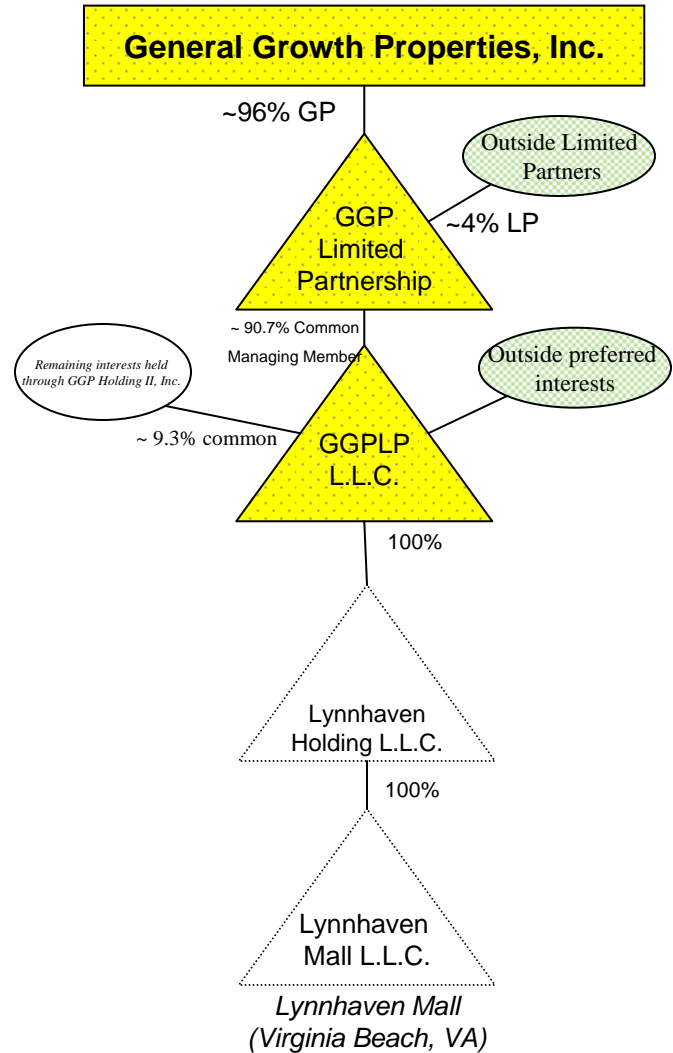 General Growth Properties, Inc.
~96% GP
Outside Limited
Partners
GGP
Limited
Partnership
~4% LP
~ 90.7% Common
Managing Member
Remaining interests held
through GGP Holding II, Inc.
Outside preferred
interests
~ 9.3% common
GGPLP
L.L.C.
100%
Lynnhaven
Holding L.L.C.
100%
Lynnhaven
Mall L.L.C.
Lynnhaven Mall
(Virginia Beach, VA)